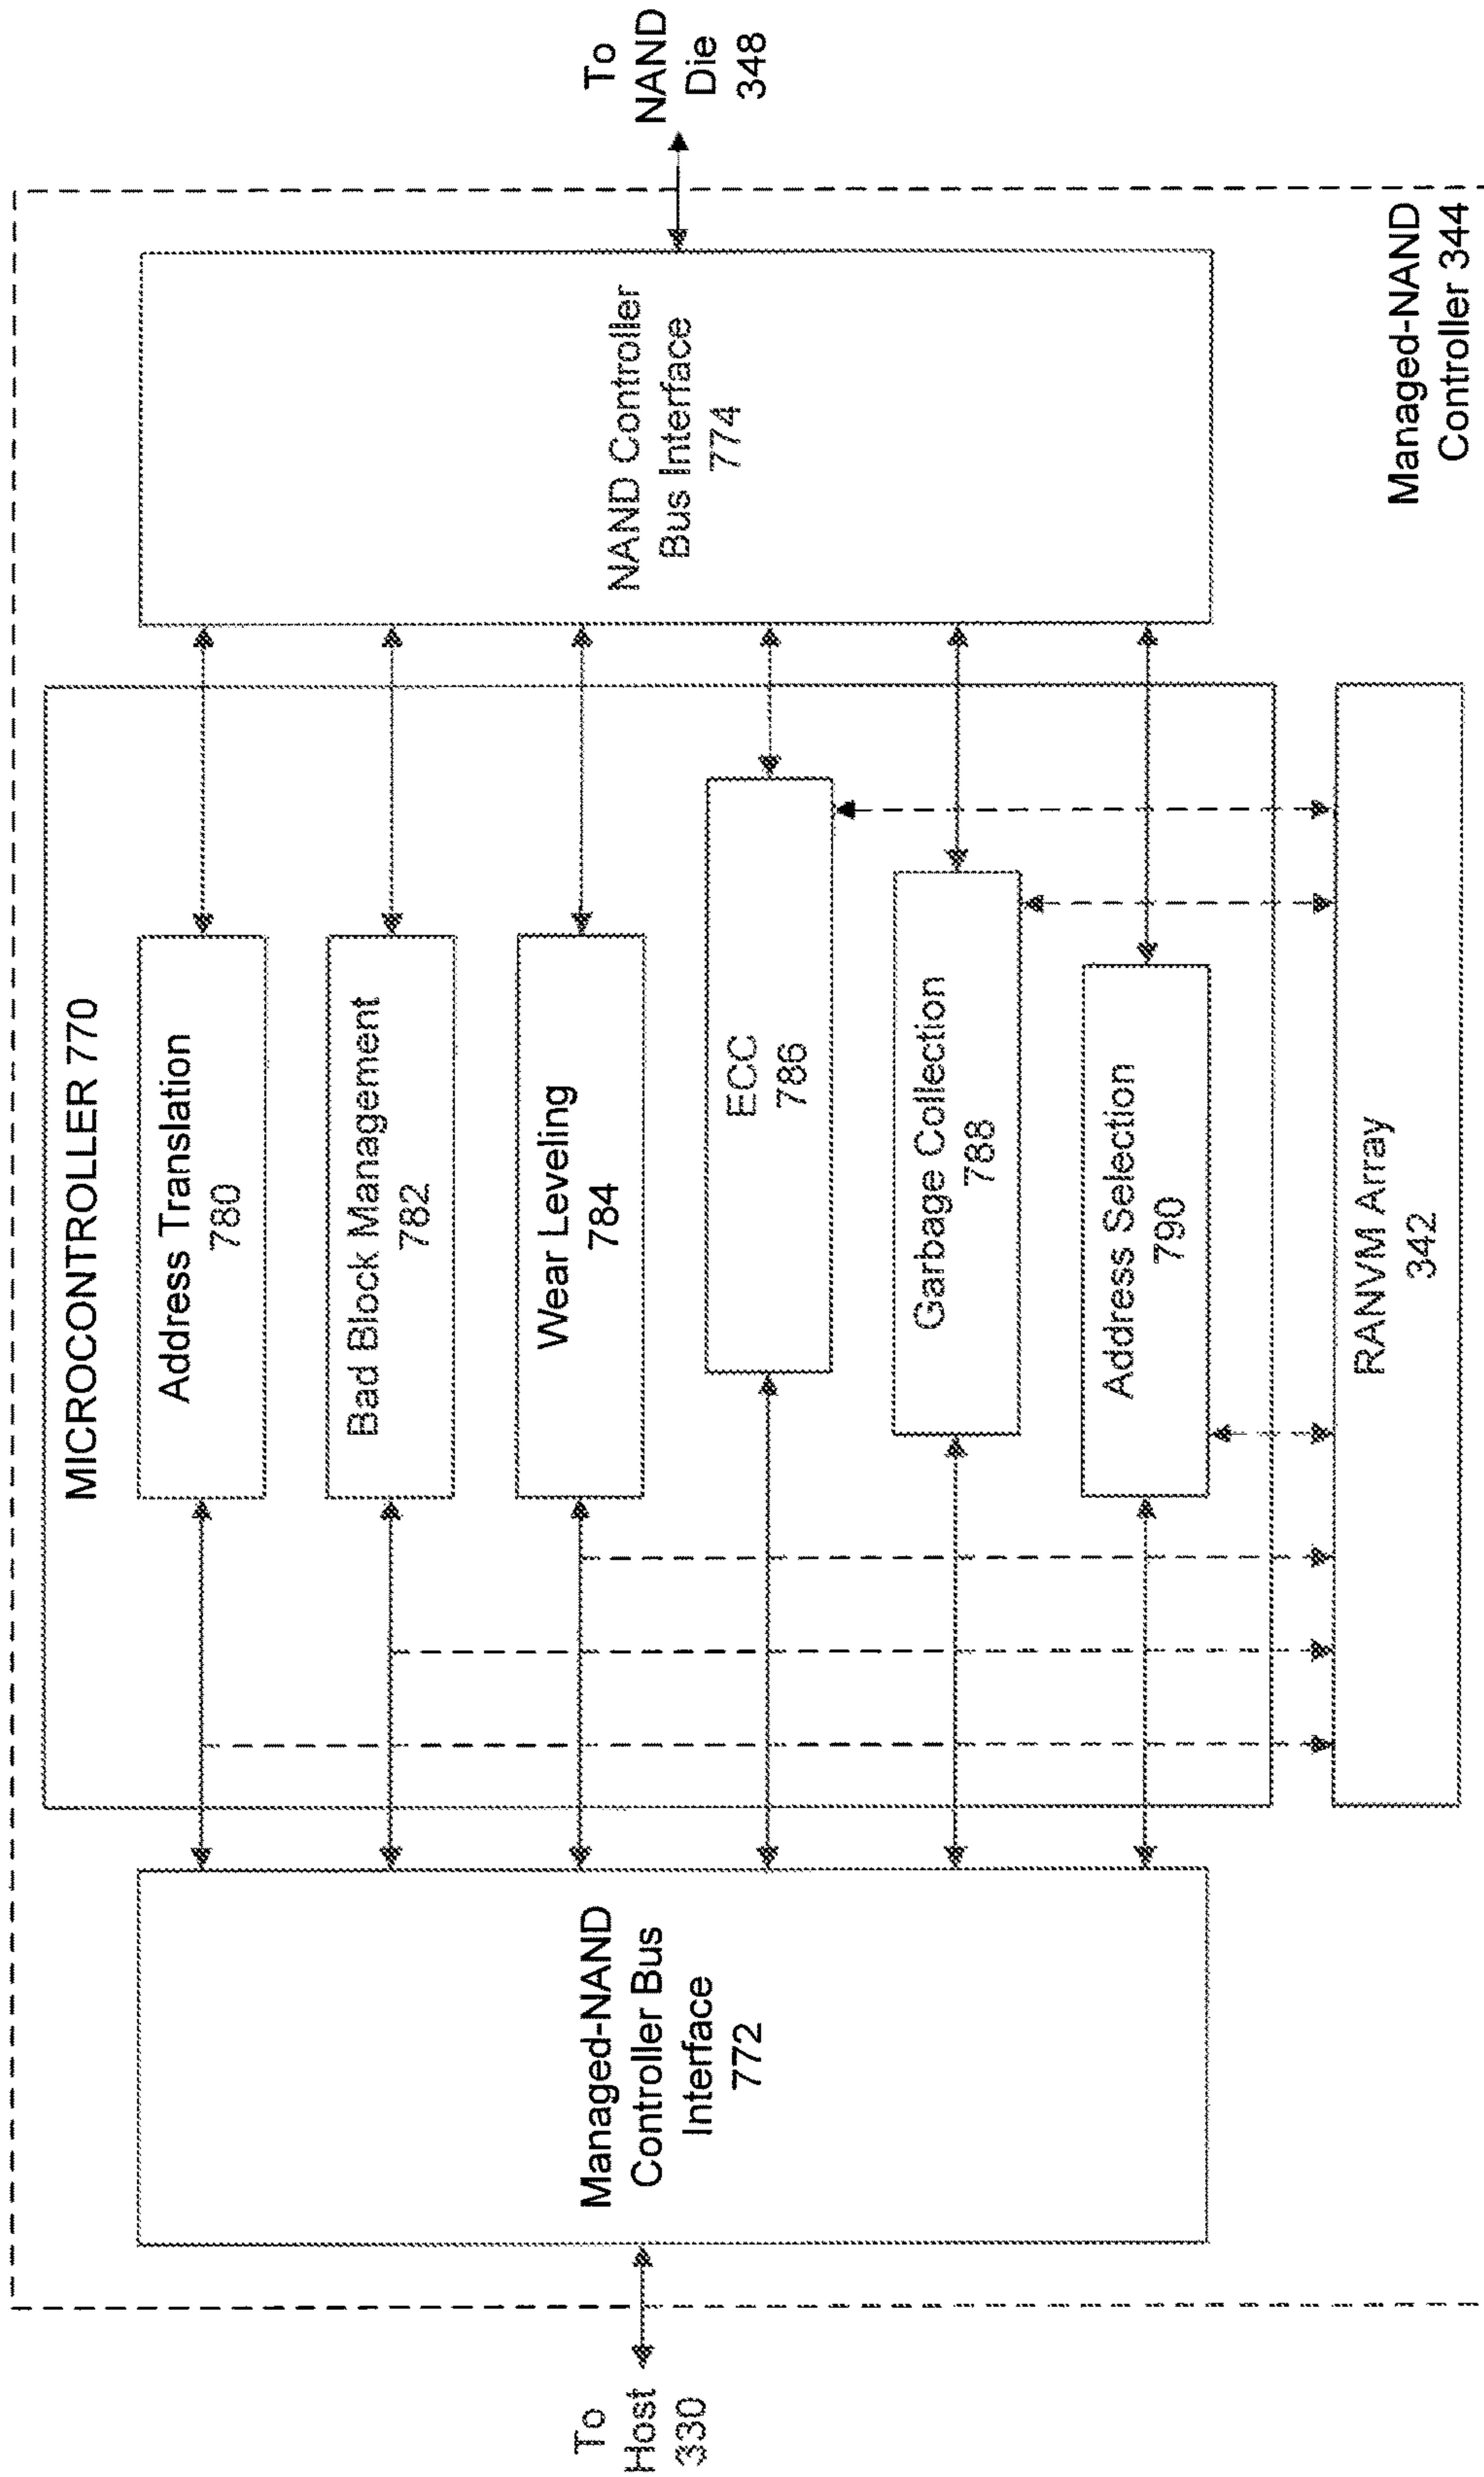 MICROCONTROLLER 770
To
Host
330
Managed-NAND
Controller Bus
Interface
772
Address Translation
780
Bad Block Management
782
Wear Leveling
784
ECC
786
Garbage Collection
788
Address Selection
790
RANVM Array
342
NAND Controller
Bus Interface
774
To
NAND
Die
348
Managed-NAND
Controller 344